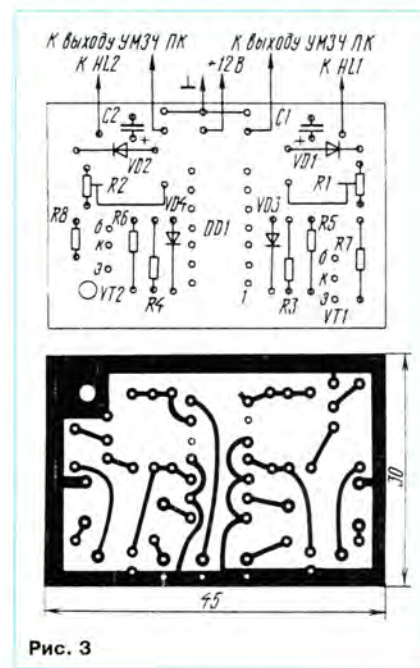 К выходу УМЗЧ ПК
К выходу УМЗЧ ПК
К HL2
+12 В
К HL1
C2
C1
+
+
VD2
VD1
R2
R1
VD4
VD3
R8
R6
DD1
R5
R7
б
к
э
б
к
э
R4
1
R3
VT2
VT1
30
45
Рис. 3